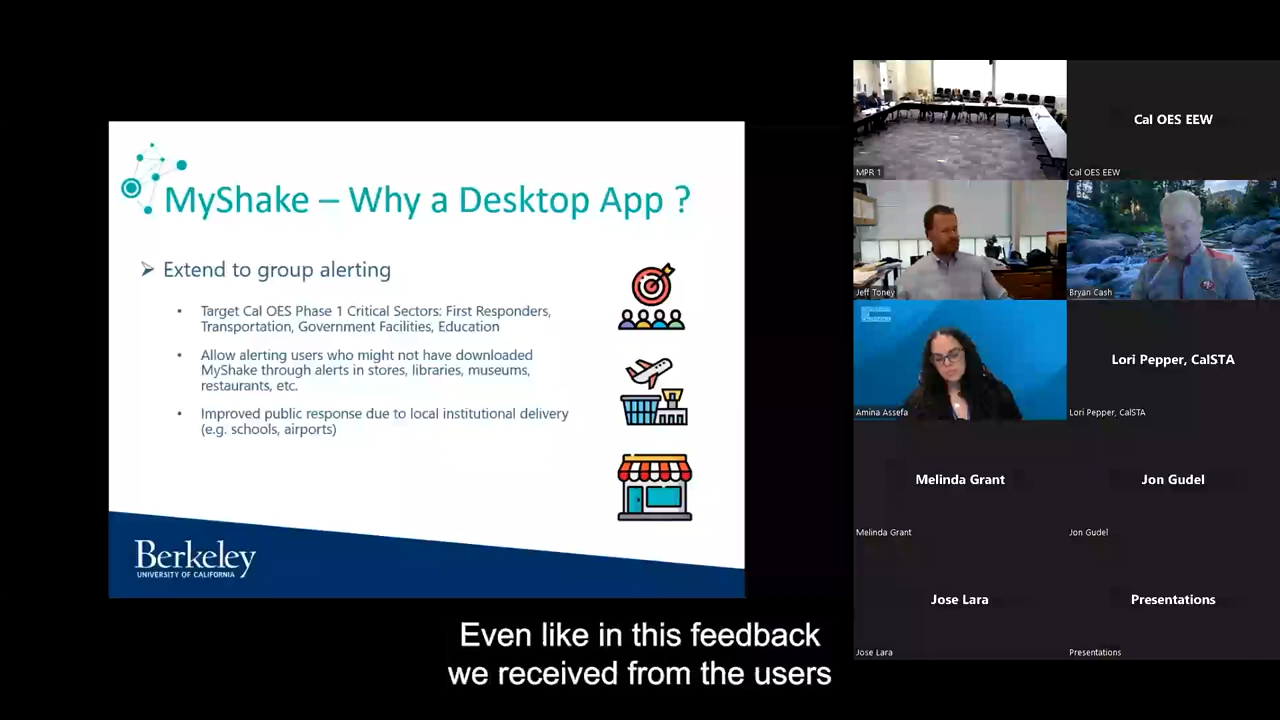 MyShake – Why a Desktop App ?
➢ Extend to group alerting
• Target Cal OES Phase 1 Critical Sectors: First Responders,
Transportation, Government Facilities, Education
• Allow alerting users who might not have downloaded
MyShake through alerts in stores, libraries, museums,
restaurants, etc.
• Improved public response due to local institutional delivery
(e.g. schools, airports)
Berkeley
UNIVERSITY OF CALIFORNIA
Even like in this feedback
we received from the users
MPR 1
Cal OES EEW
Cal OES EEW
Jeff Toney
Bryan Cash
Amina Assefa
Lori Pepper, CalSTA
Lori Pepper, CalSTA
Melinda Grant
Melinda Grant
Jon Gudel
Jon Gudel
Jose Lara
Jose Lara
Presentations
Presentations